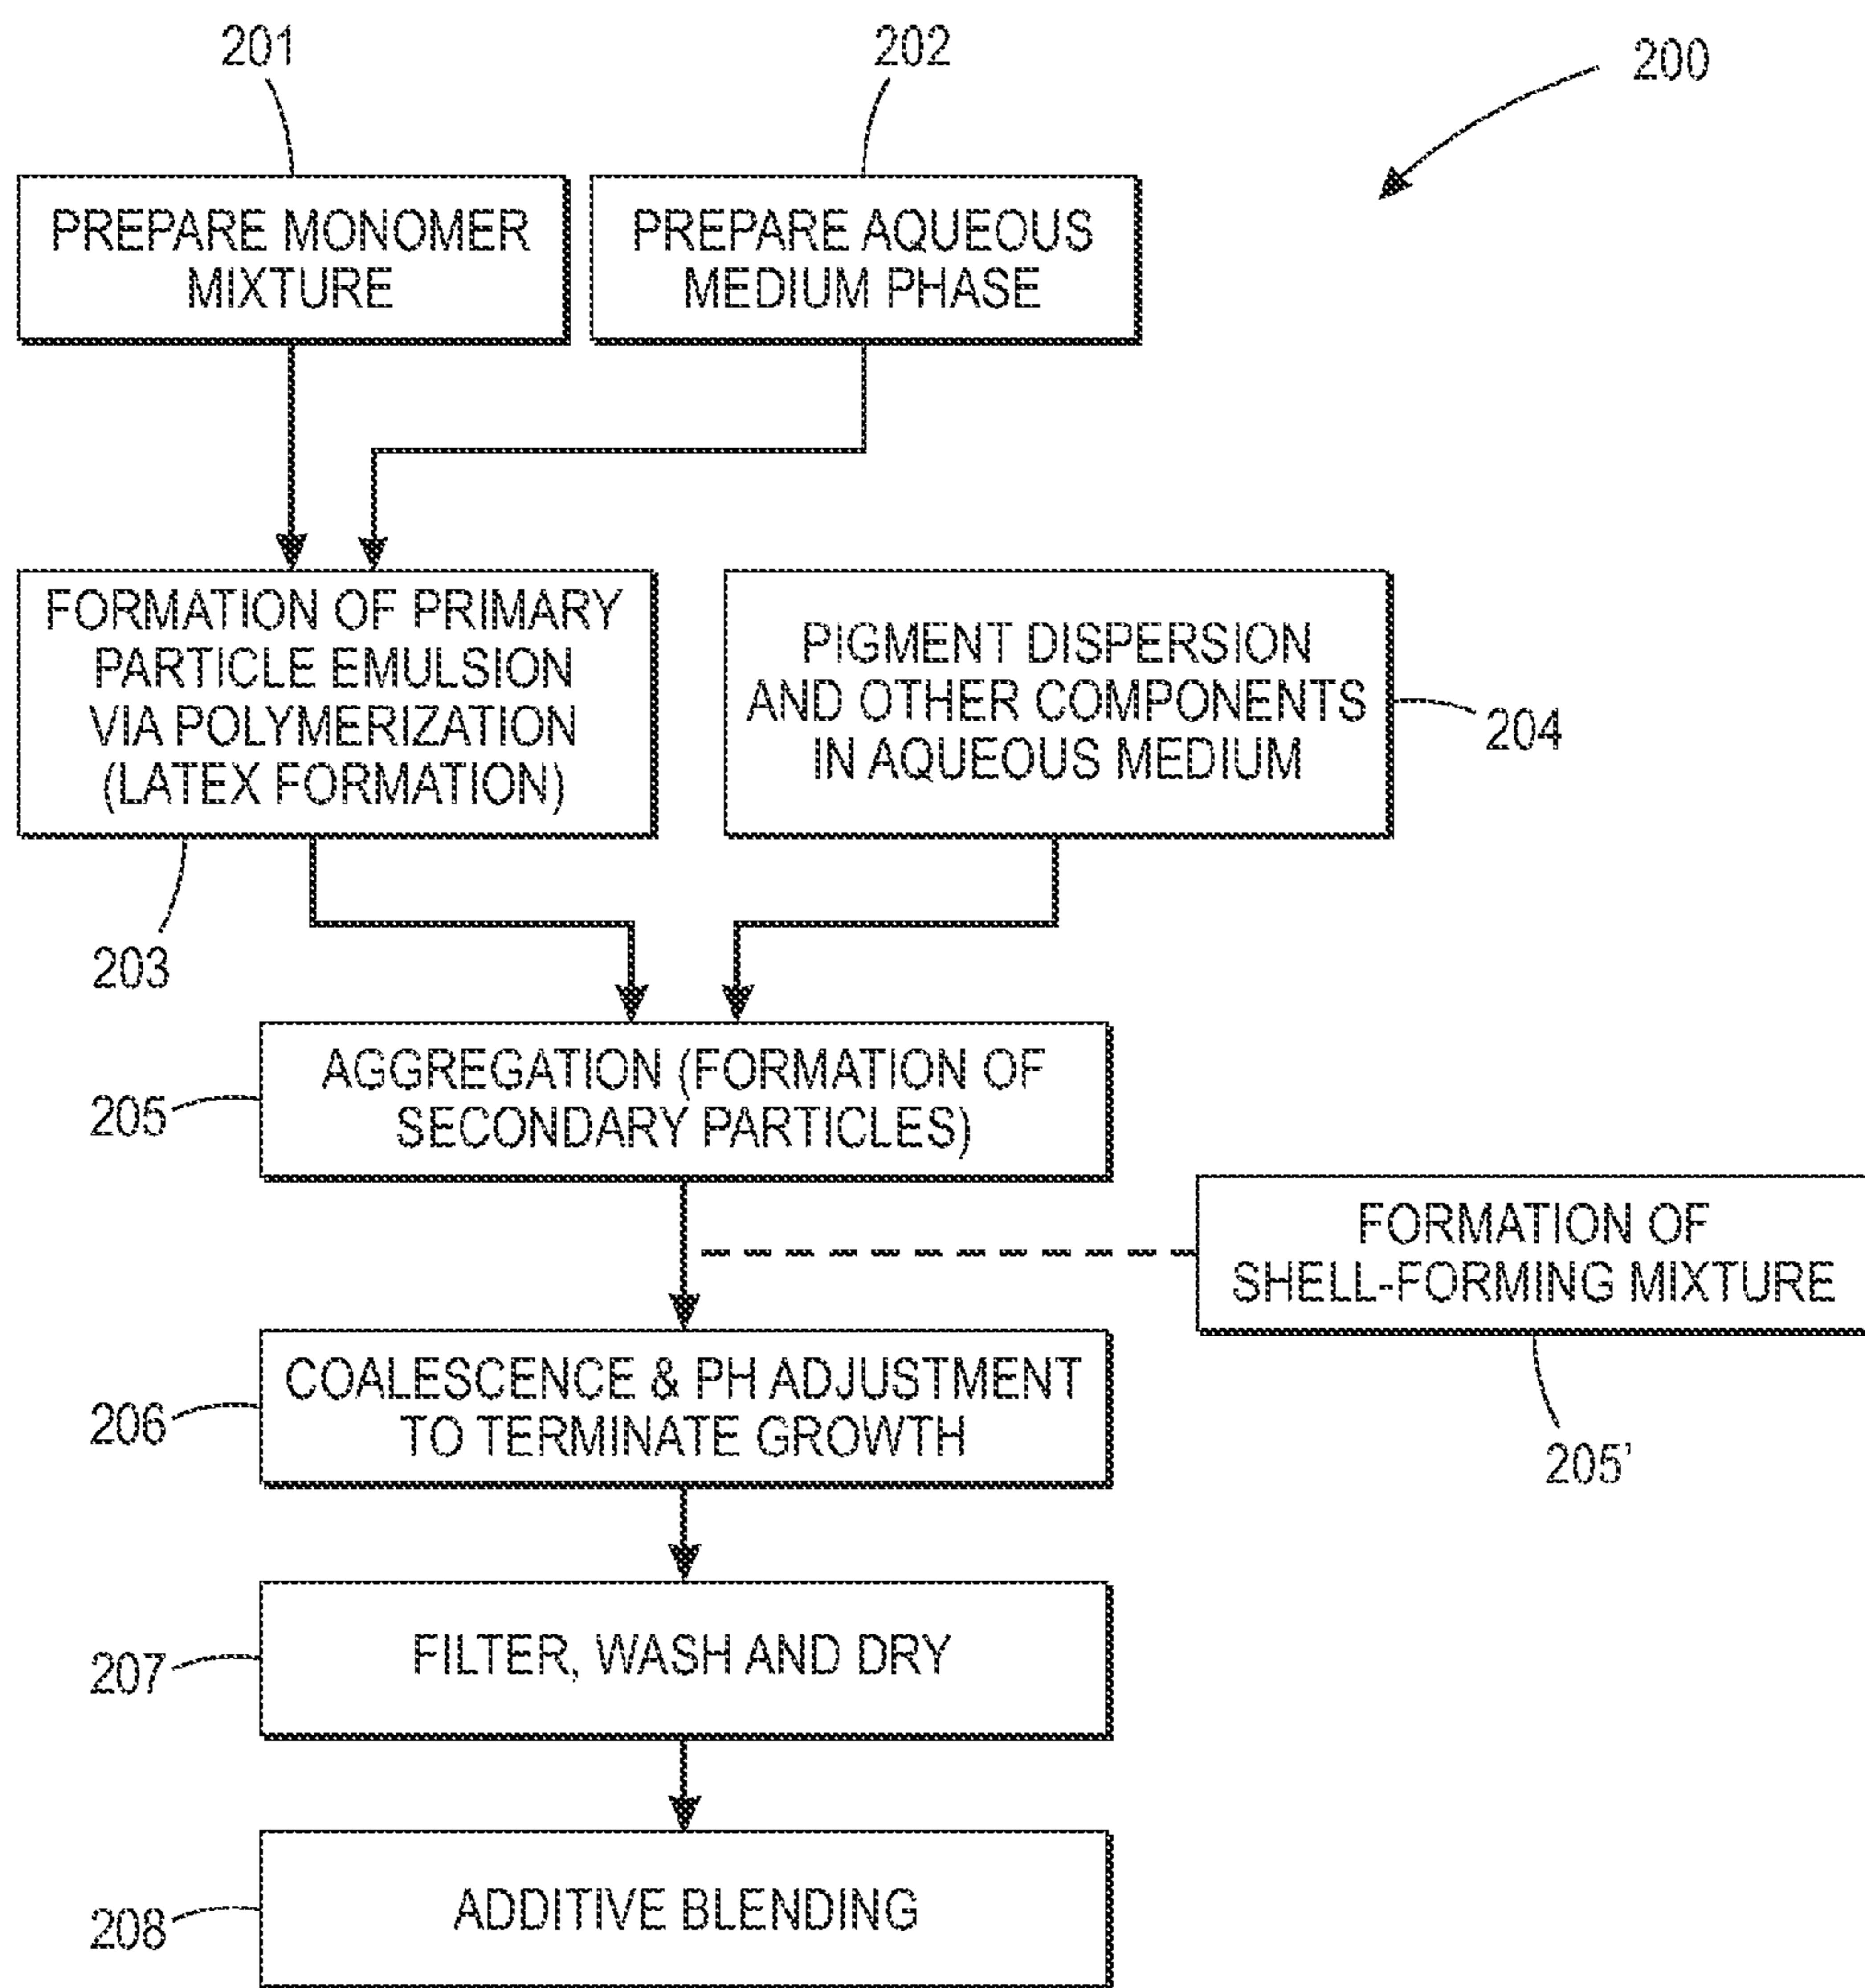 201
202
200
PREPARE MONOMER
MIXTURE
PREPARE AQUEOUS
MEDIUM PHASE
FORMATION OF PRIMARY
PARTICLE EMULSION
VIA POLYMERIZATION
(LATEX FORMATION)
203
PIGMENT DISPERSION
AND OTHER COMPONENTS
IN AQUEOUS MEDIUM
204
AGGREGATION (FORMATION OF
SECONDARY PARTICLES)
205
FORMATION OF
SHELL-FORMING MIXTURE
205'
COALESCENCE & PH ADJUSTMENT
TO TERMINATE GROWTH
206
FILTER, WASH AND DRY
207
ADDITIVE BLENDING
208